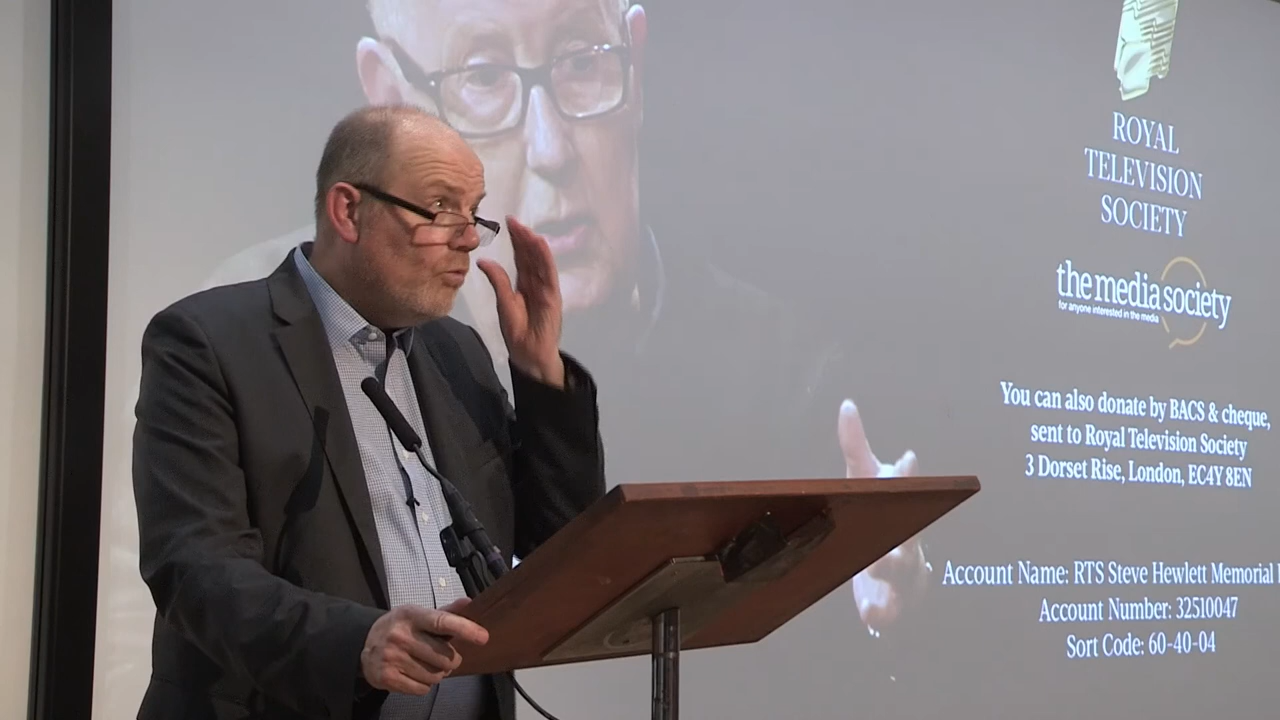 ROYAL
TELEVISION
SOCIETY
the media society
for anyone interested in the media
You can also donate by BACS & cheque,
sent to Royal Television Society
3 Dorset Rise, London, EC4Y 8EN
Account Name: RTS Steve Hewlett Memorial
Account Number: 32510047
Sort Code: 60-40-04